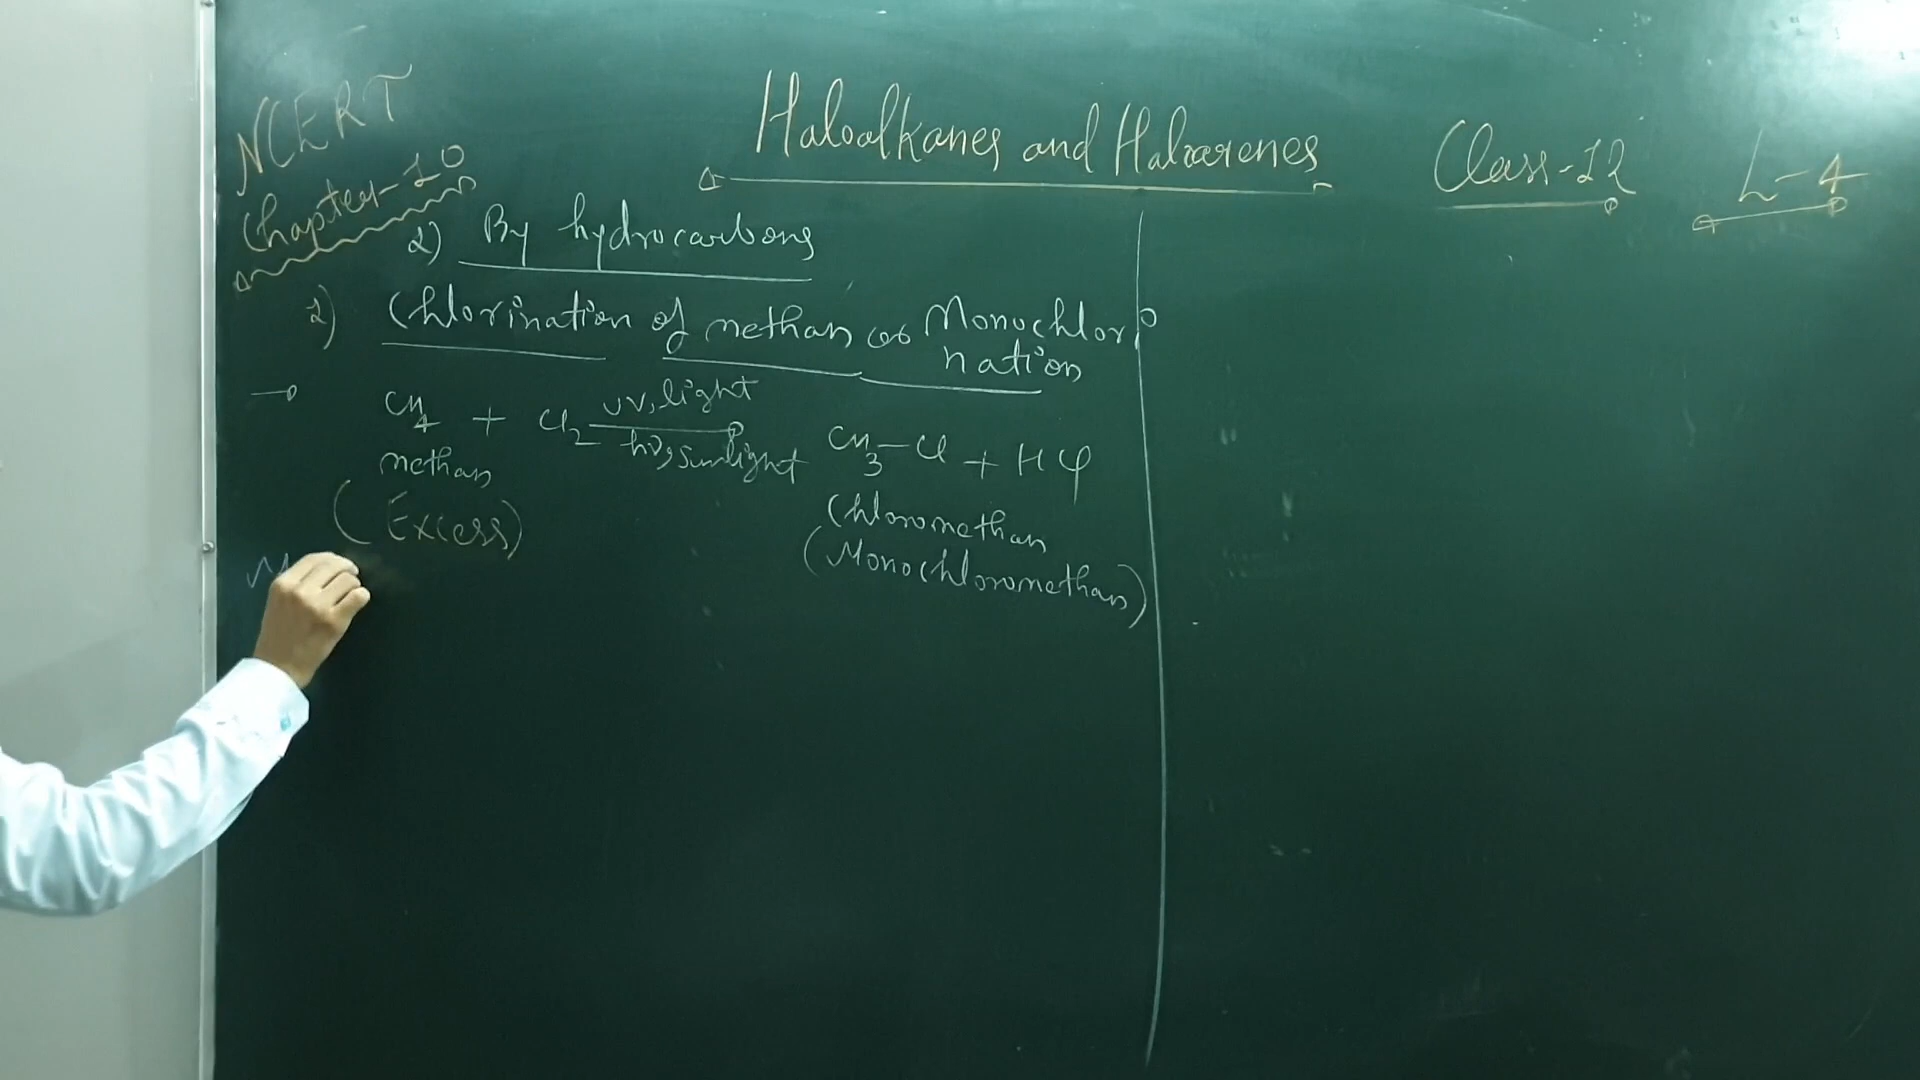 NCERT
Chapter-10
Haloalkanes and Haloarenes
Class-12
L-4
2) By hydrocarbons
1) Chlorination of methan or Monochlori
nation
CH4 + Cl2 uv, light CH3-Cl + HCl
hν, sunlight
methan
(Excess)
Chloromethan
(Monochloromethan)